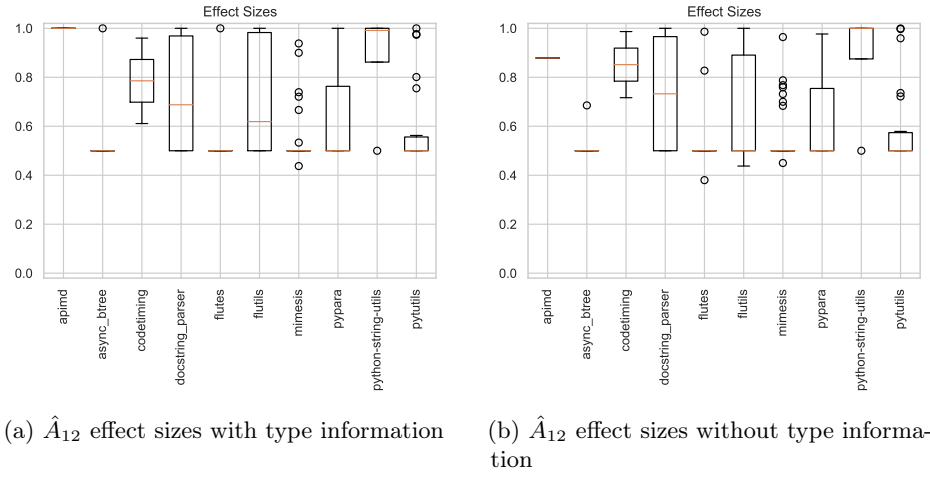 Effect Sizes
1.0
0.8
0.6
0.4
0.2
0.0
apimd
async_btree
codetiming
docstring_parser
flutes
flutils
mimesis
pypara
python-string-utils
pytutils
(a) Â12 effect sizes with type information
Effect Sizes
1.0
0.8
0.6
0.4
0.2
0.0
apimd
async_btree
codetiming
docstring_parser
flutes
flutils
mimesis
pypara
python-string-utils
pytutils
(b) Â12 effect sizes without type informa-
tion